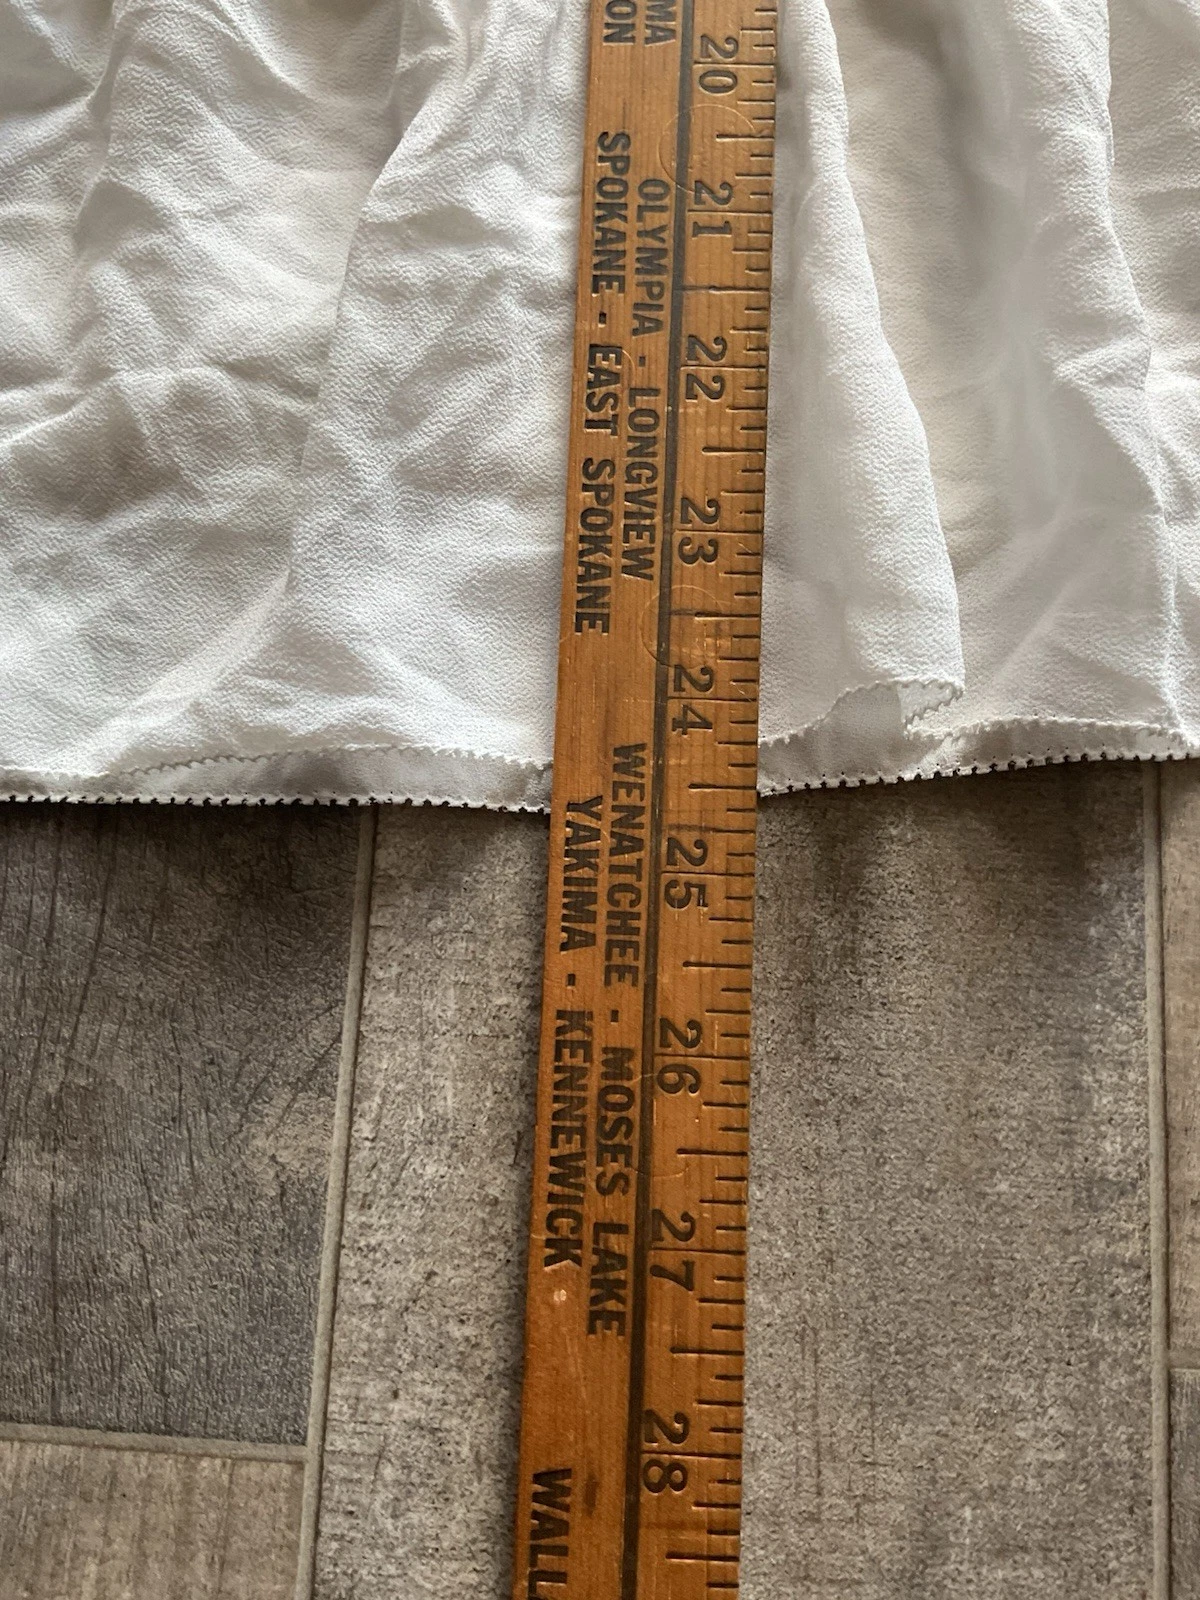 MA
ON
20
21
22
23
24
25
26
27
28
OLYMPIA - LONGVIEW
SPOKANE - EAST SPOKANE
WENATCHEE - MOSES LAKE
YAKIMA - KENNEWICK
WALL